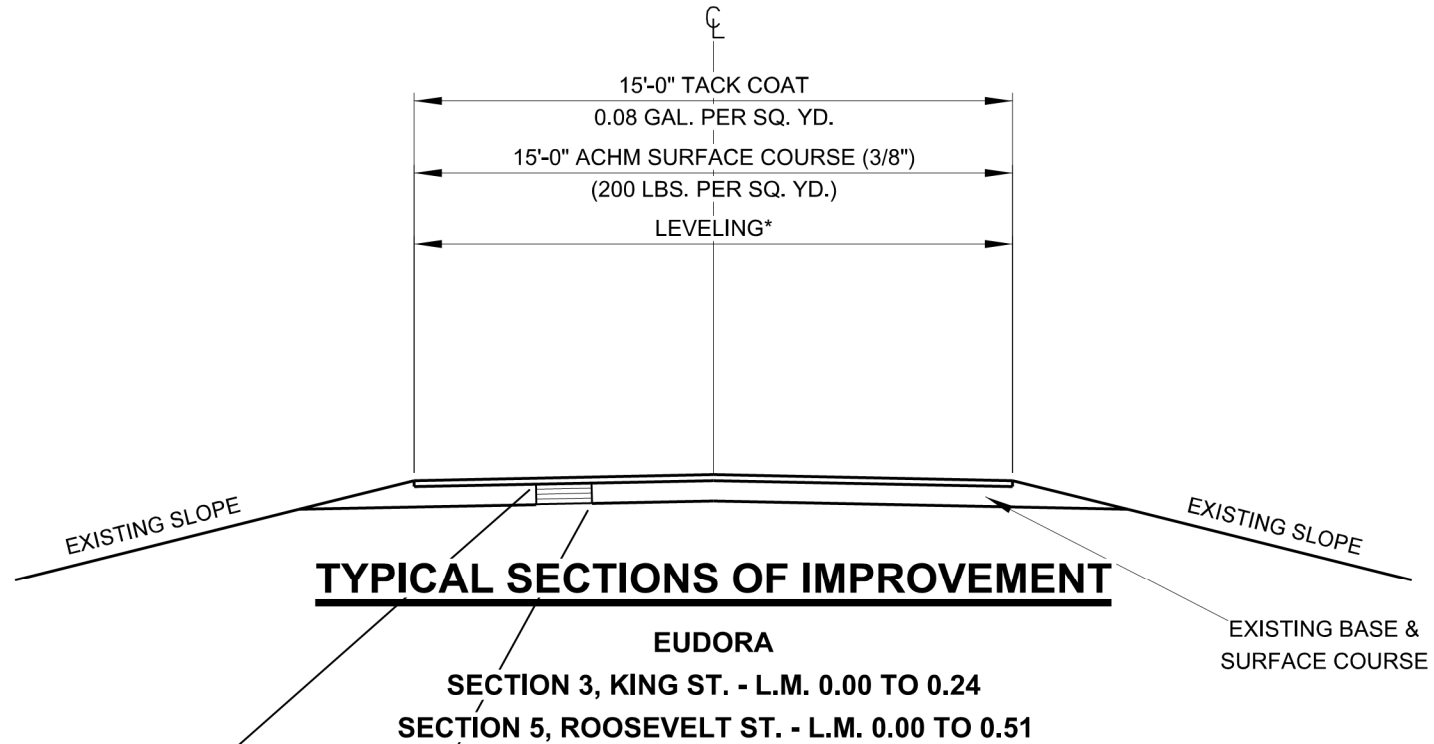 ℄
15'-0" TACK COAT
0.08 GAL. PER SQ. YD.
15'-0" ACHM SURFACE COURSE (3/8")
(200 LBS. PER SQ. YD.)
LEVELING*
EXISTING SLOPE
EXISTING SLOPE
TYPICAL SECTIONS OF IMPROVEMENT
EXISTING BASE &
SURFACE COURSE
EUDORA
SECTION 3, KING ST. - L.M. 0.00 TO 0.24
SECTION 5, ROOSEVELT ST. - L.M. 0.00 TO 0.51